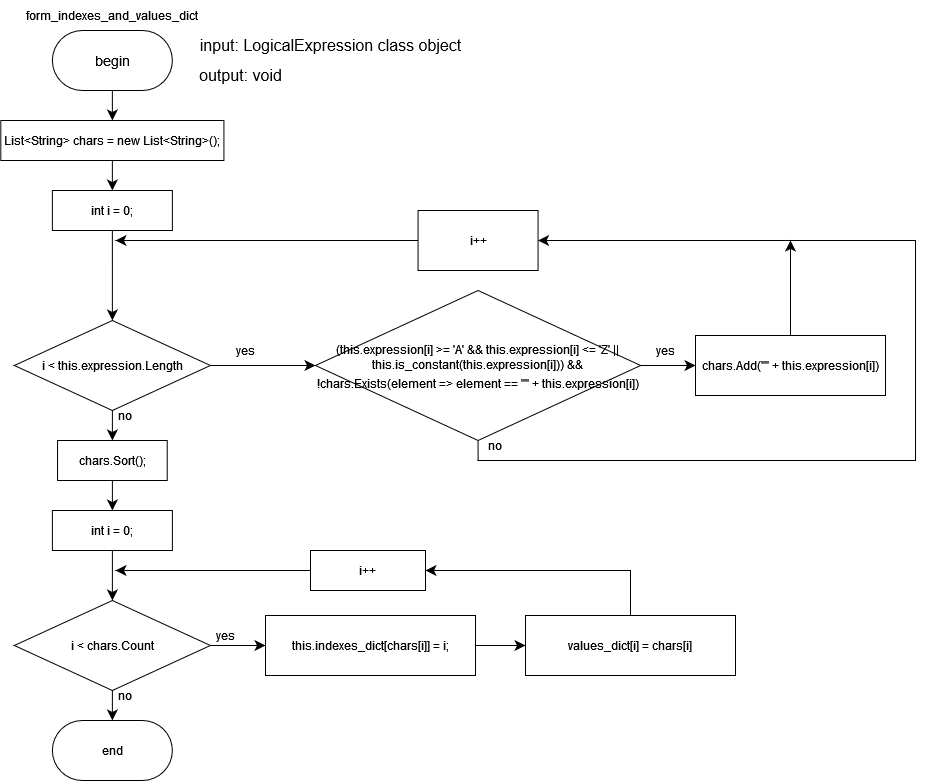 form_indexes_and_values_dict
begin
input: LogicalExpression class object
output: void
List<String> chars = new List<String>();
int i = 0;
i++
i < this.expression.Length
yes
(this.expression[i] >= 'A' && this.expression[i] <= 'Z' ||
this.is_constant(this.expression[i])) &&
!chars.Exists(element => element == "" + this.expression[i])
yes
chars.Add("" + this.expression[i])
no
no
chars.Sort();
int i = 0;
i++
i < chars.Count
yes
this.indexes_dict[chars[i]] = i;
values_dict[i] = chars[i]
no
end